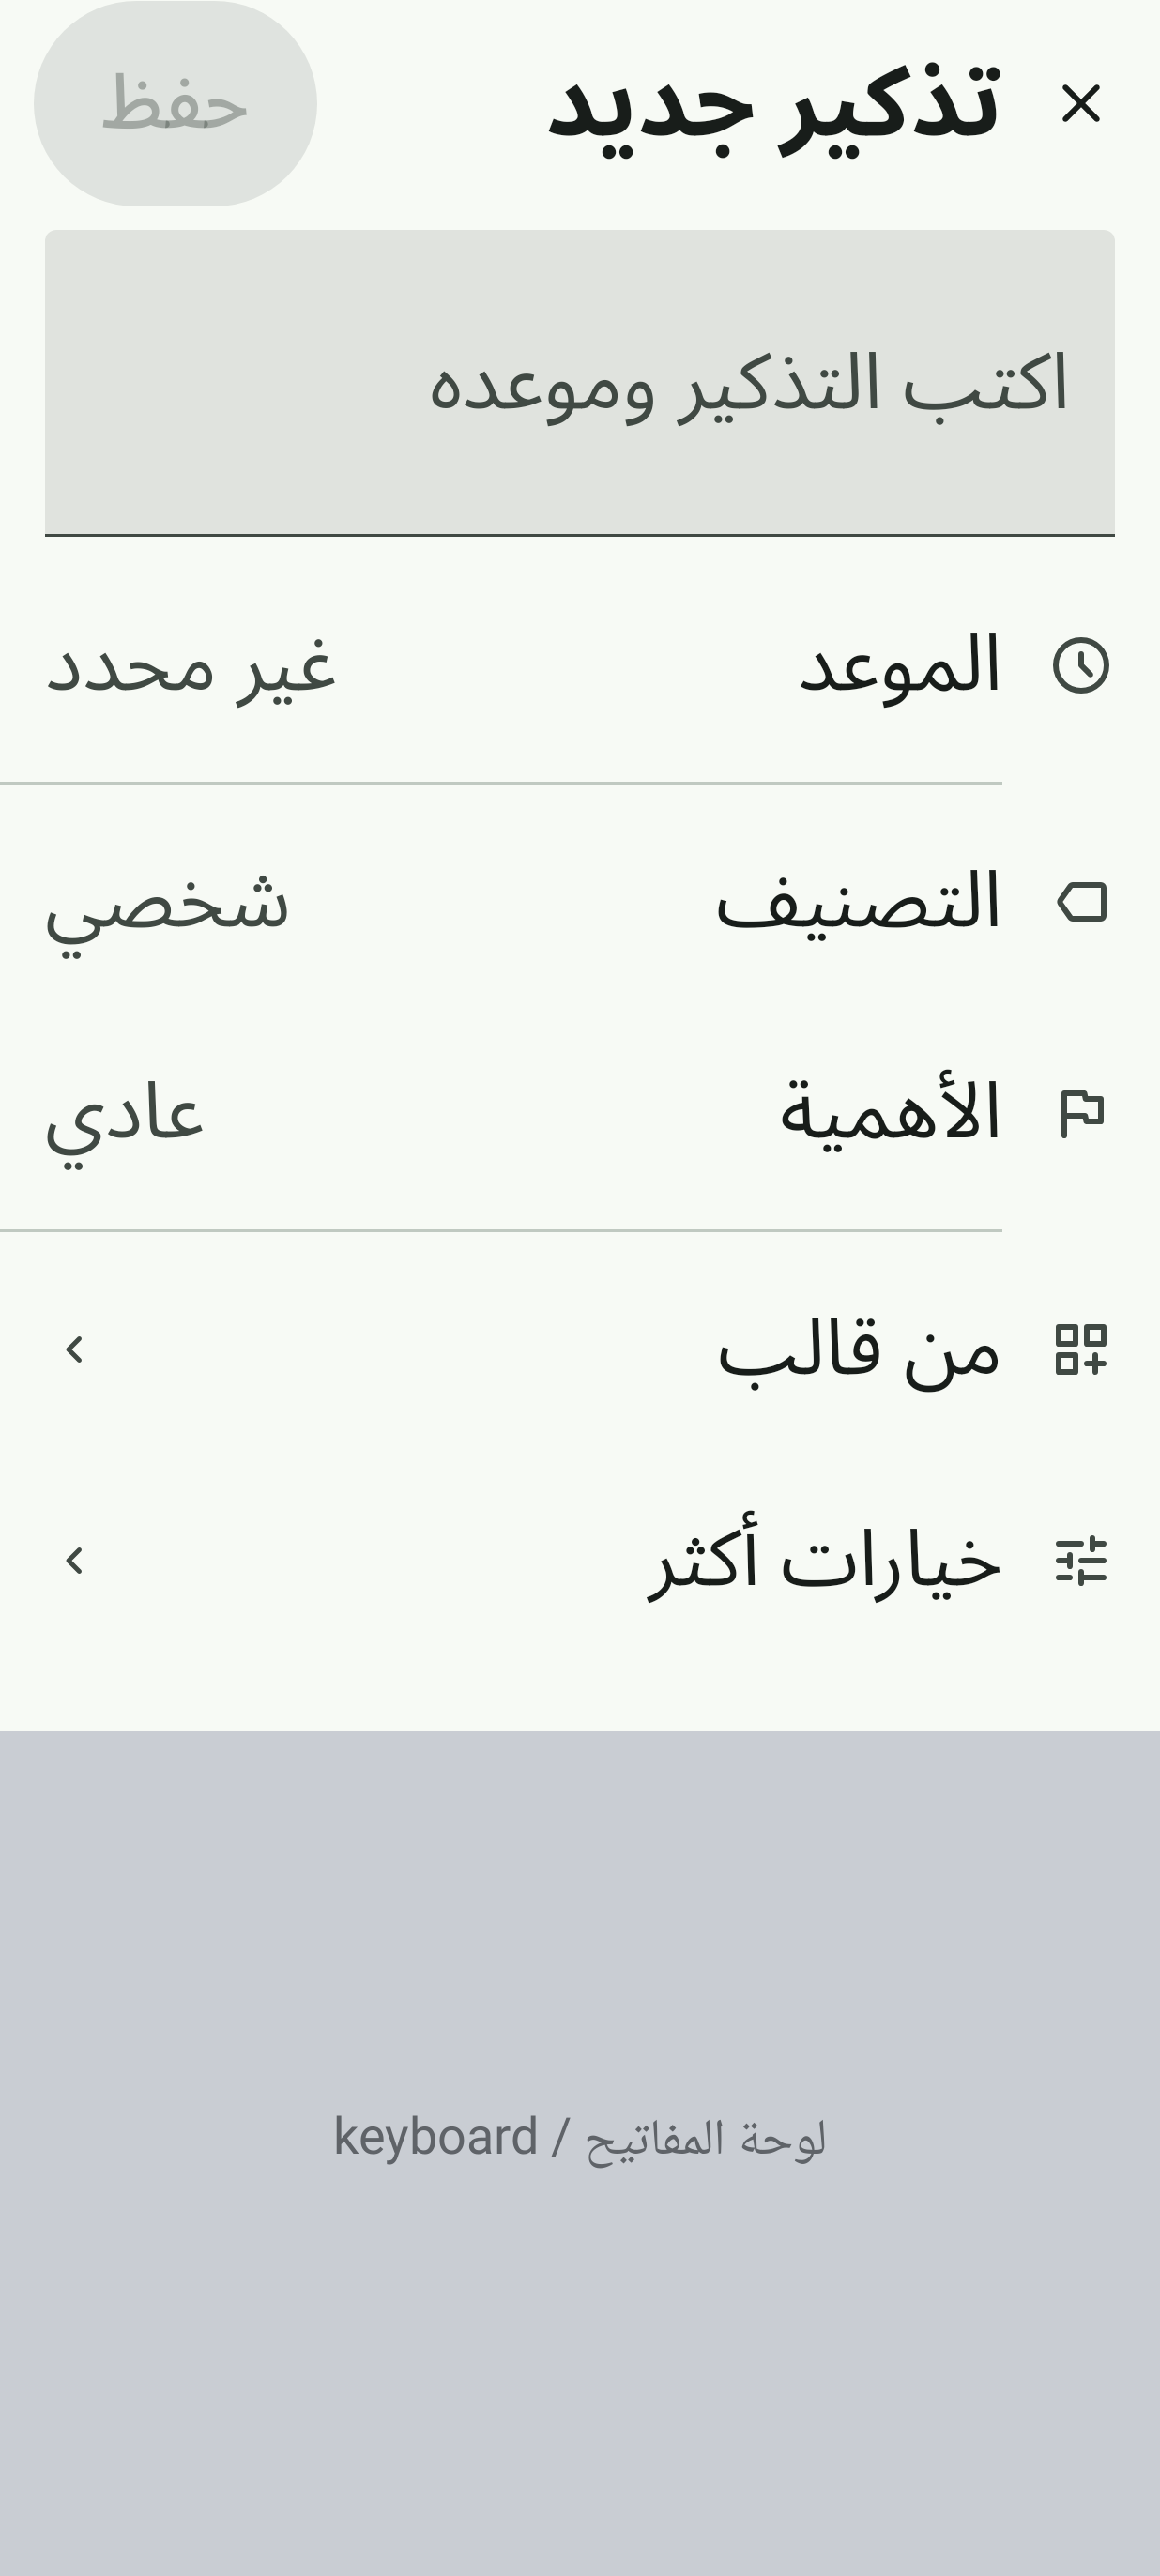 تذكير جديد
حفظ
اكتب التذكير وموعده
الموعد
غير محدد
التصنيف
شخصي
الأهمية
عادي
من قالب
خيارات أكثر
لوحة المفاتيح / keyboard